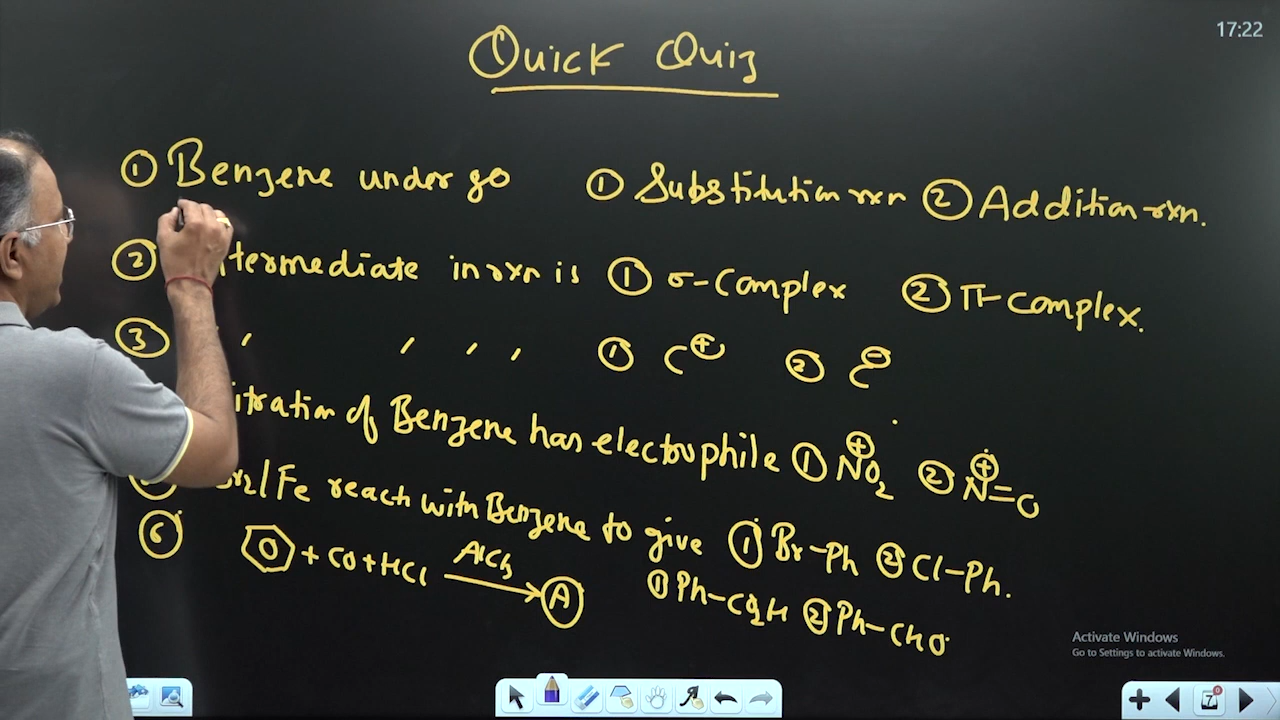 17:22
Quick Quiz
① Benzene undergo ① Substitution rxn ② Addition rxn.
② termediate in rxn is ① σ-Complex ② π-complex.
③ ' ' ' ' ① C⊕ ② C⊖
itration of Benzene has electrophile ① N⊕O₂ ② N⊕=O
r₂/Fe reach with Benzene to give ① Br-Ph ② Cl-Ph.
⑥ + CO + HCl AlCl₃ → Ⓐ ① Ph-CO₂H ② Ph-CHO
Activate Windows
Go to Settings to activate Windows.